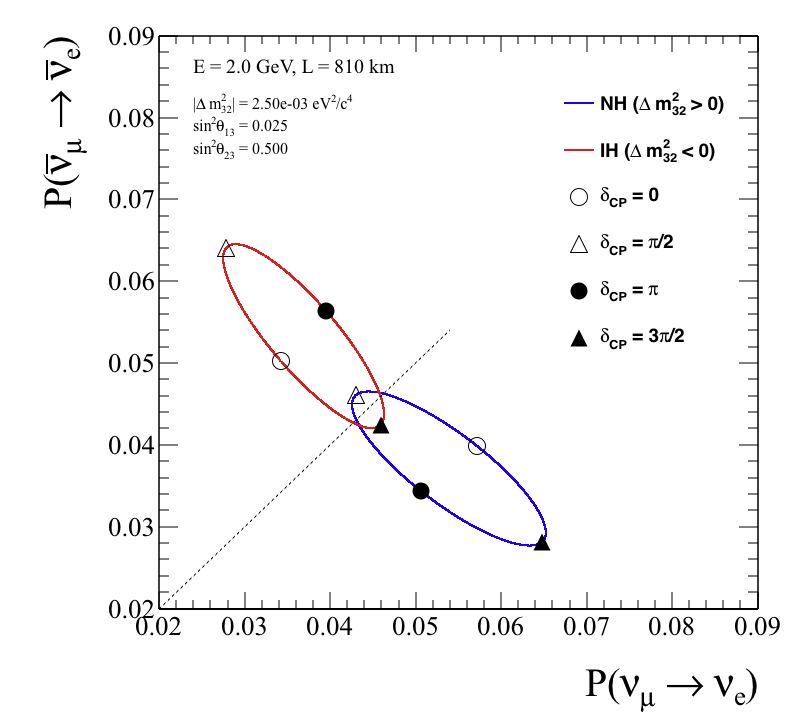 P(ν̅μ → ν̅e)
0.09
0.08
0.07
0.06
0.05
0.04
0.03
0.02
E = 2.0 GeV, L = 810 km
|Δ m²₃₂| = 2.50e-03 eV²/c⁴
sin²θ₁₃ = 0.025
sin²θ₂₃ = 0.500
NH (Δ m²₃₂ > 0)
IH (Δ m²₃₂ < 0)
δCP = 0
δCP = π/2
δCP = π
δCP = 3π/2
0.02 0.03 0.04 0.05 0.06 0.07 0.08 0.09
P(νμ → νe)